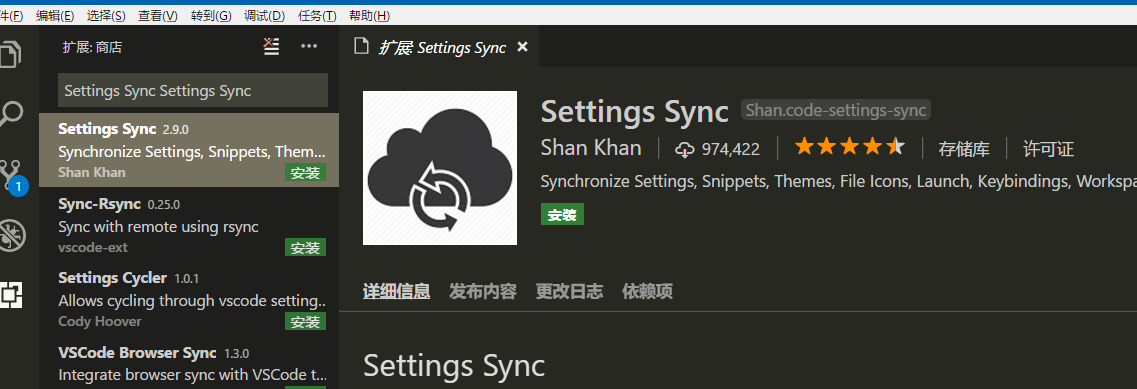 件(F) 编辑(E) 选择(S) 查看(V) 转到(G) 调试(D) 任务(T) 帮助(H)
扩展: 商店
Settings Sync Settings Sync
Settings Sync 2.9.0
Synchronize Settings, Snippets, Them...
Shan Khan 安装
Sync-Rsync 0.25.0
Sync with remote using rsync
vscode-ext 安装
Settings Cycler 1.0.1
Allows cycling through vscode setting...
Cody Hoover 安装
VSCode Browser Sync 1.3.0
Integrate browser sync with VSCode t...
1
扩展: Settings Sync
Settings Sync Shan.code-settings-sync
Shan Khan 974,422 存储库 许可证
Synchronize Settings, Snippets, Themes, File Icons, Launch, Keybindings, Workspa
安装
详细信息 发布内容 更改日志 依赖项
Settings Sync